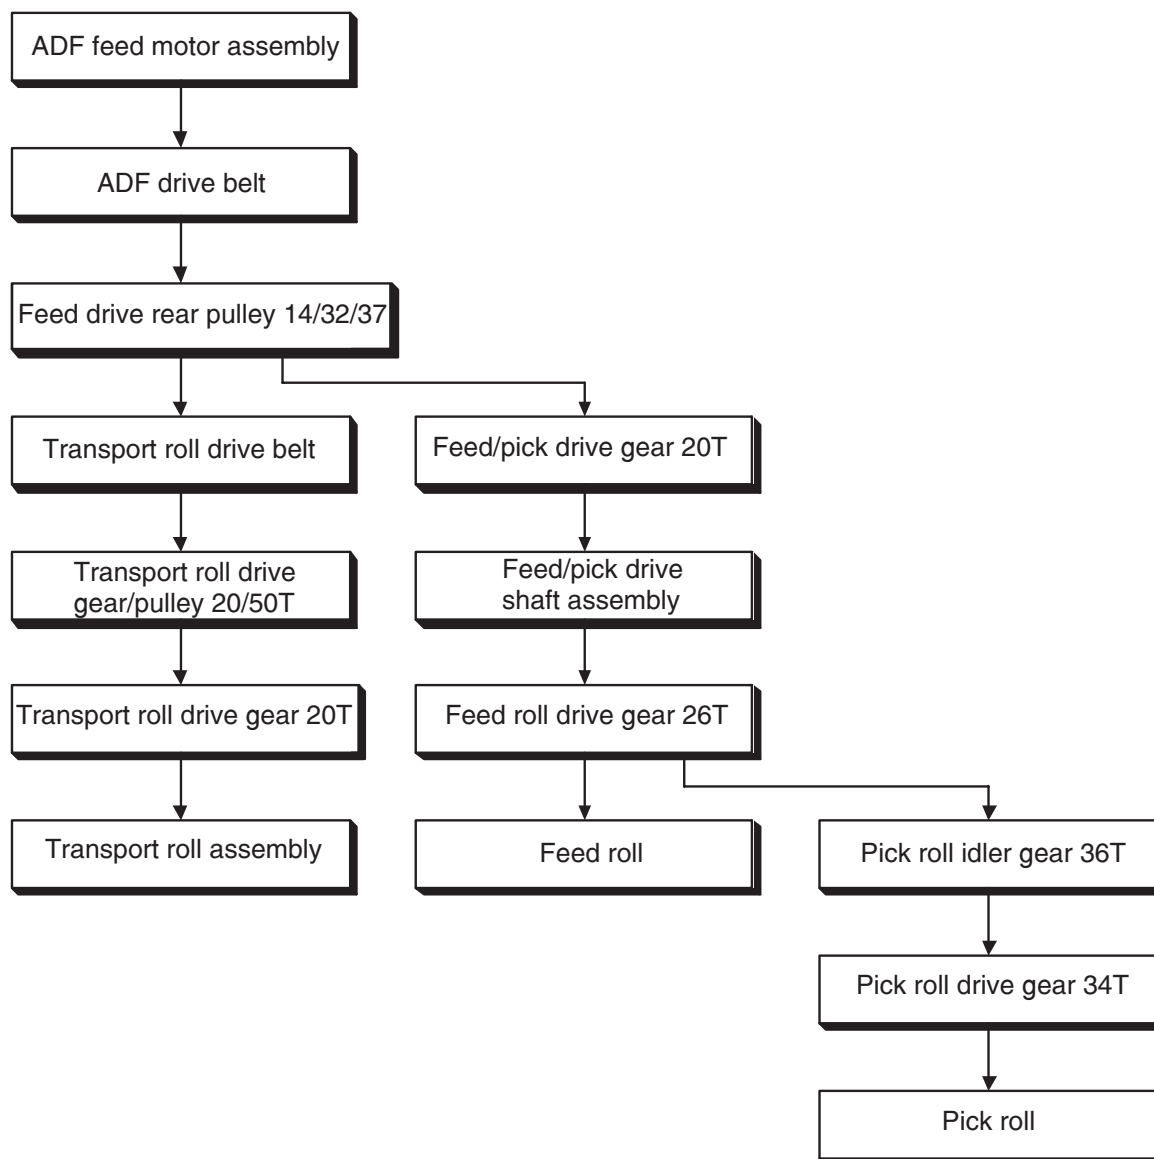 ADF feed motor assembly
ADF drive belt
Feed drive rear pulley 14/32/37
Transport roll drive belt
Feed/pick drive gear 20T
Transport roll drive
gear/pulley 20/50T
Feed/pick drive
shaft assembly
Transport roll drive gear 20T
Feed roll drive gear 26T
Transport roll assembly
Feed roll
Pick roll idler gear 36T
Pick roll drive gear 34T
Pick roll